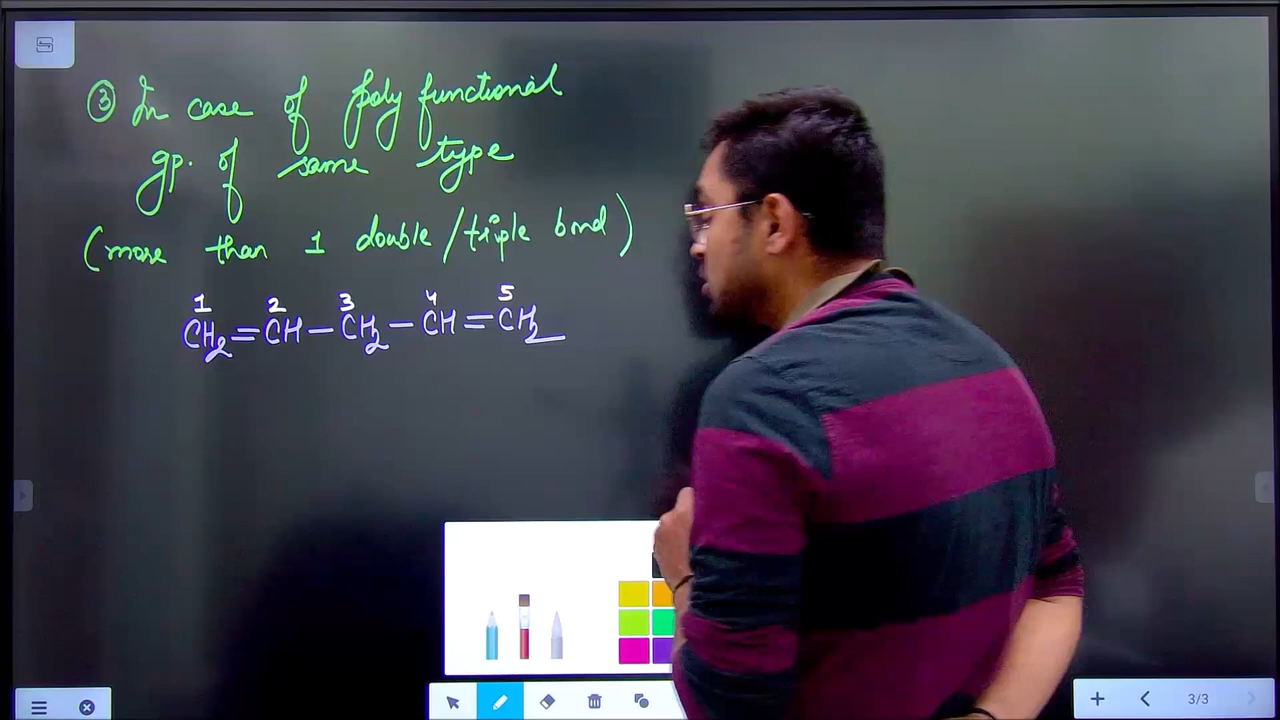 ③ In case of poly functional
gp. of same type
(more than 1 double/triple bond)
1 2 3 4 5
CH₂=CH–CH₂–CH=CH₂
3/3